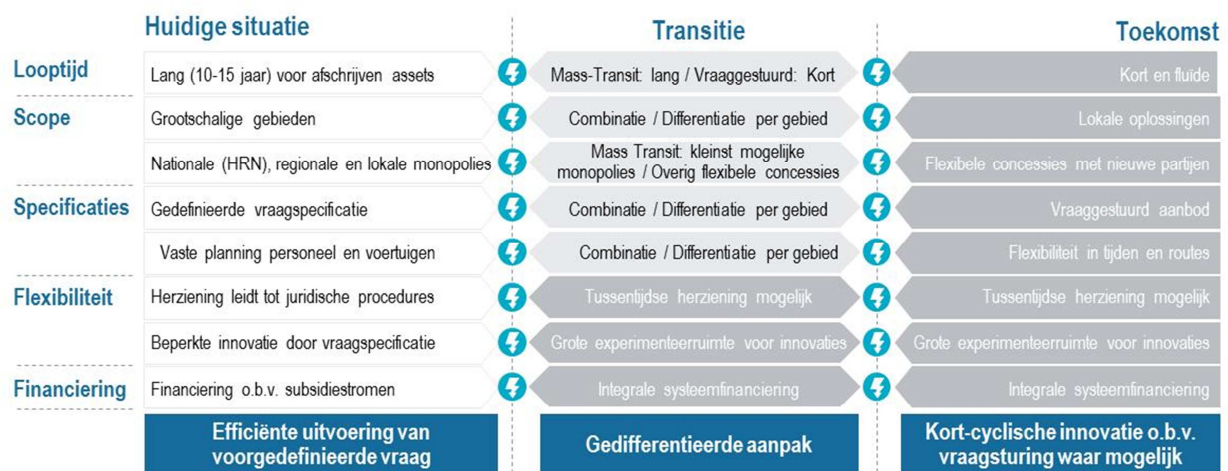 Huidige situatie
Transitie
Toekomst
Looptijd
Lang (10-15 jaar) voor afschrijven assets
Mass-Transit: lang / Vraaggestuurd: Kort
Kort en fluïde
Scope
Grootschalige gebieden
Combinatie / Differentiatie per gebied
Lokale oplossingen
Nationale (HRN), regionale en lokale monopolies
Mass Transit: kleinst mogelijke
monopolies / Overig flexibele concessies
Flexibele concessies met nieuwe partijen
Specificaties
Gedefinieerde vraagspecificatie
Combinatie / Differentiatie per gebied
Vraaggestuurd aanbod
Vaste planning personeel en voertuigen
Combinatie / Differentiatie per gebied
Flexibiliteit in tijden en routes
Flexibiliteit
Herziening leidt tot juridische procedures
Tussentijdse herziening mogelijk
Tussentijdse herziening mogelijk
Beperkte innovatie door vraagspecificatie
Grote experimenteerruimte voor innovaties
Grote experimenteerruimte voor innovaties
Financiering
Financiering o.b.v. subsidiestromen
Integrale systeemfinanciering
Integrale systeemfinanciering
Efficiënte uitvoering van
voorgedefinieerde vraag
Gedifferentieerde aanpak
Kort-cyclische innovatie o.b.v.
vraagsturing waar mogelijk